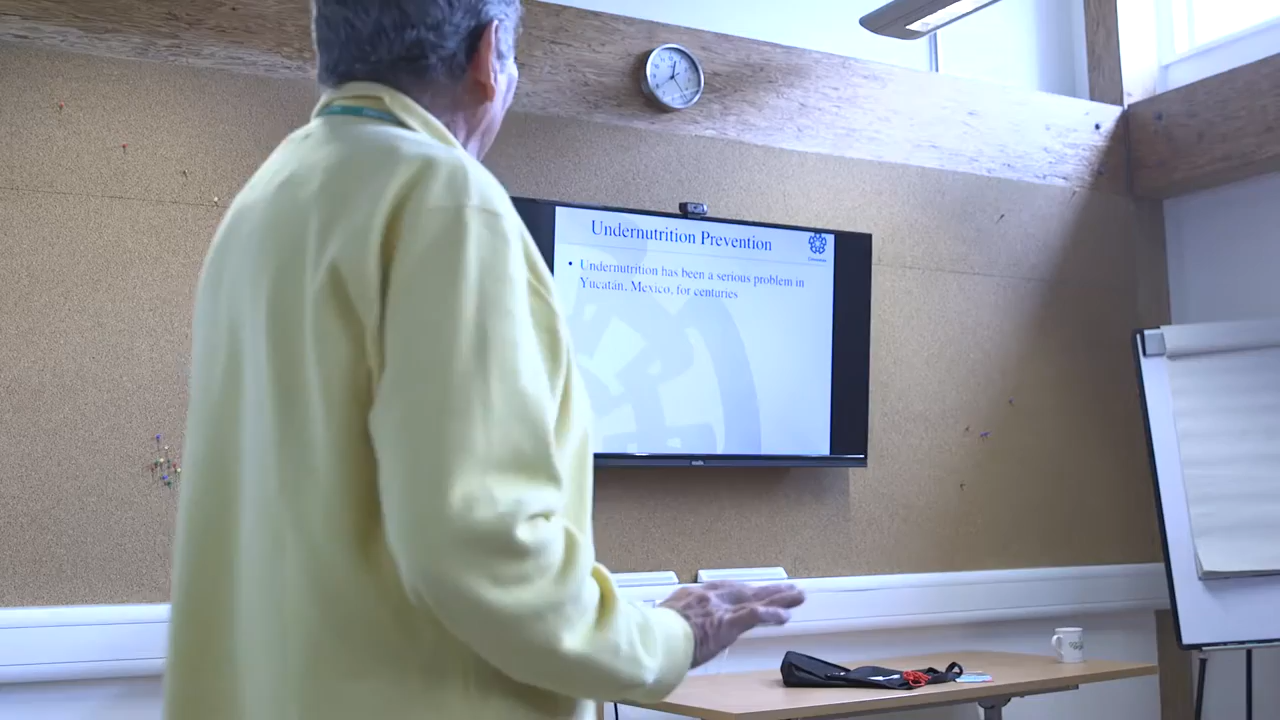 Undernutrition Prevention
• Undernutrition has been a serious problem in
Yucatán, Mexico, for centuries